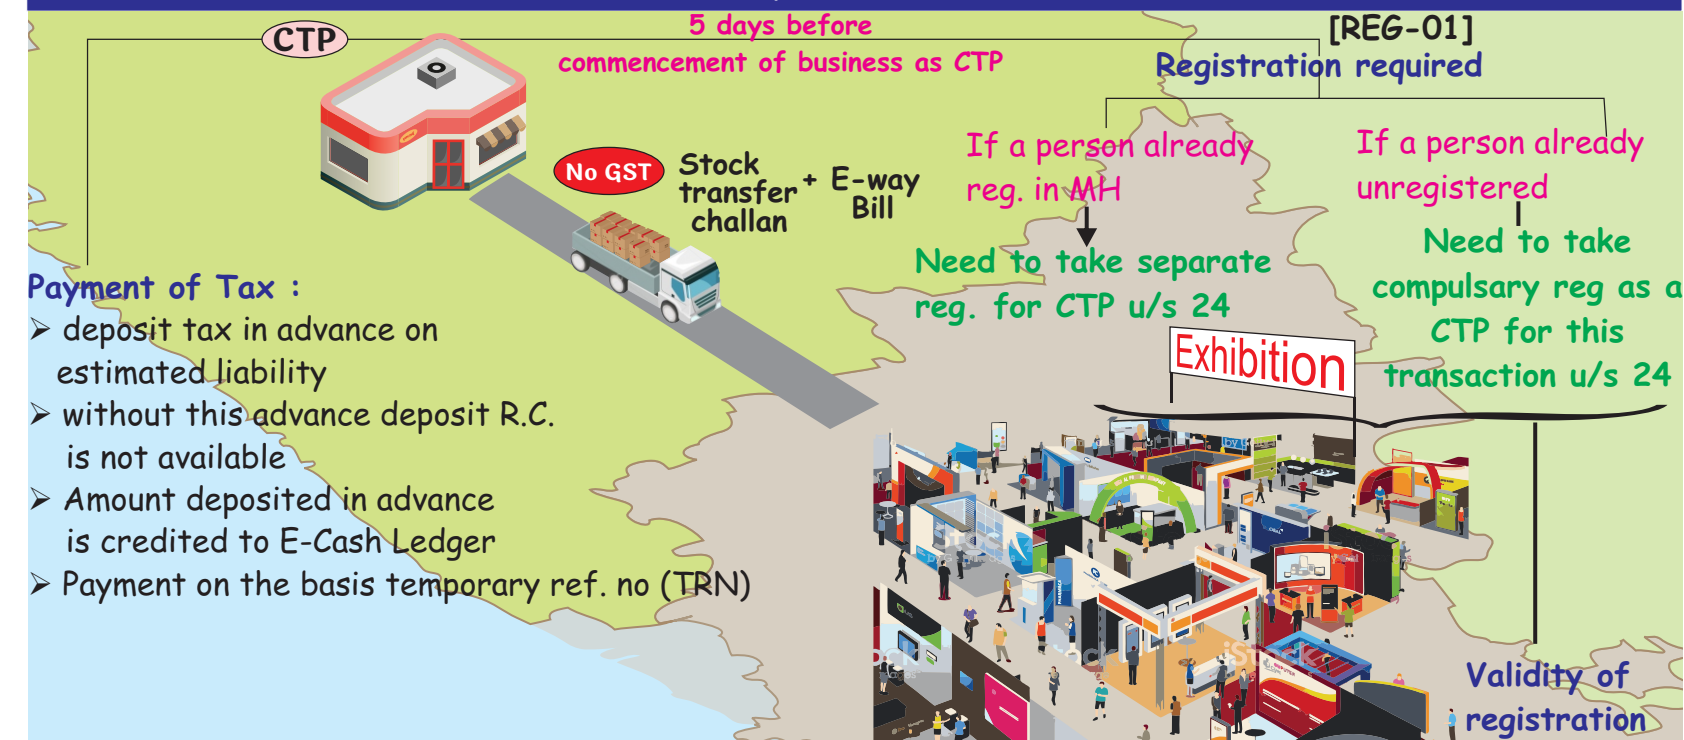 CTP
5 days before
commencement of business as CTP
[REG-01]
Registration required
If a person already
reg. in MH
Need to take separate
reg. for CTP u/s 24
If a person already
unregistered
Need to take
compulsary reg as a
CTP for this
transaction u/s 24
No GST
Stock
transfer + E-way
challan Bill
Payment of Tax :
➢ deposit tax in advance on
estimated liability
➢ without this advance deposit R.C.
is not available
➢ Amount deposited in advance
is credited to E-Cash Ledger
➢ Payment on the basis temporary ref. no (TRN)
Exhibition
iStock
Validity of
registration